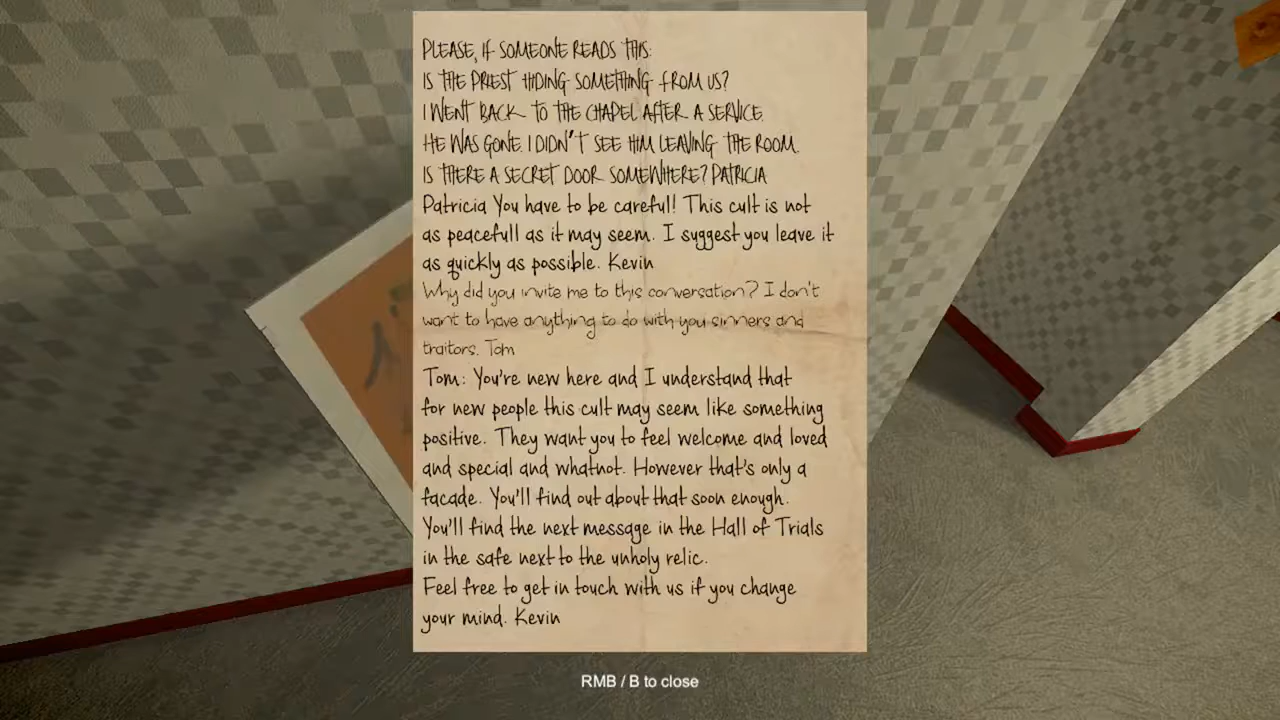 PLEASE, IF SOMEONE READS THIS:
IS THE PRIEST HIDING SOMETHING FROM US?
I WENT BACK TO THE CHAPEL AFTER A SERVICE.
HE WAS GONE. I DIDN'T SEE HIM LEAVING THE ROOM.
IS THERE A SECRET DOOR SOMEWHERE? PATRICIA
Patricia You have to be careful! This cult is not
as peacefull as it may seem. I suggest you leave it
as quickly as possible. Kevin
Why did you invite me to this conversation? I don't
want to have anything to do with you sinners and
traitors. Tom
Tom: You're new here and I understand that
for new people this cult may seem like something
positive. They want you to feel welcome and loved
and special and whatnot. However that's only a
facade. You'll find out about that soon enough.
You'll find the next message in the Hall of Trials
in the safe next to the unholy relic.
Feel free to get in touch with us if you change
your mind. Kevin
RMB / B to close